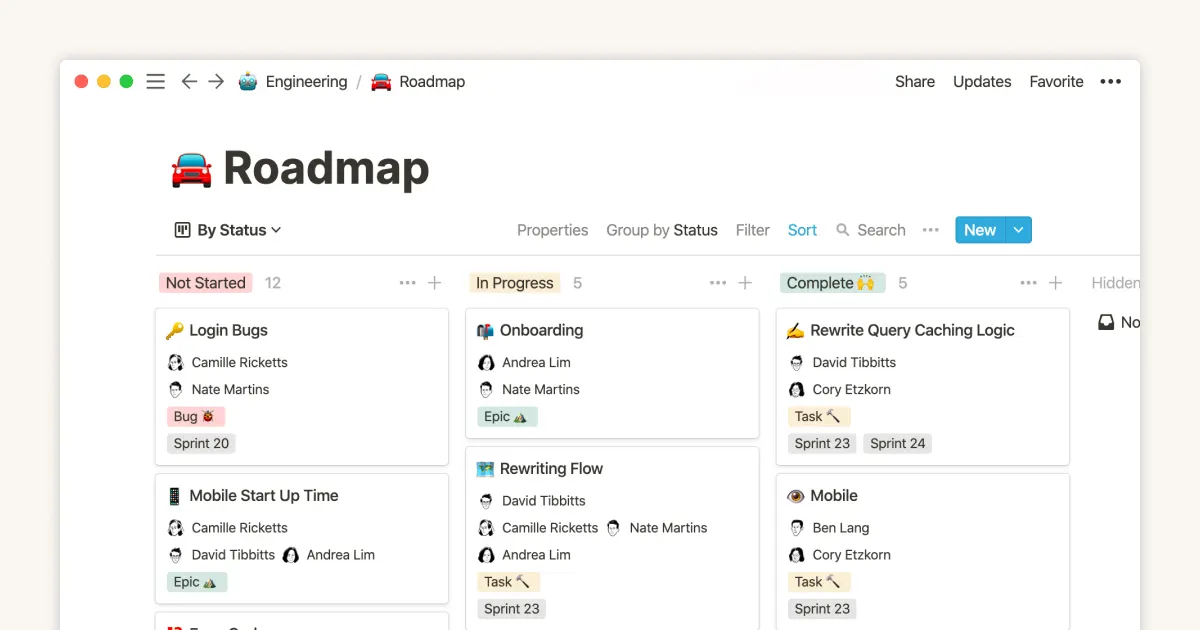 Engineering / Roadmap Share Updates Favorite
Roadmap
By Status Properties Group by Status Filter Sort Search New
Not Started 12 In Progress 5 Complete 5 Hidden
No
Login Bugs
Camille Ricketts
Nate Martins
Bug
Sprint 20
Mobile Start Up Time
Camille Ricketts
David Tibbitts Andrea Lim
Epic
Onboarding
Andrea Lim
Nate Martins
Epic
Rewriting Flow
David Tibbitts
Camille Ricketts Nate Martins
Andrea Lim
Task
Sprint 23
Rewrite Query Caching Logic
David Tibbitts
Cory Etzkorn
Task
Sprint 23 Sprint 24
Mobile
Ben Lang
Cory Etzkorn
Task
Sprint 23